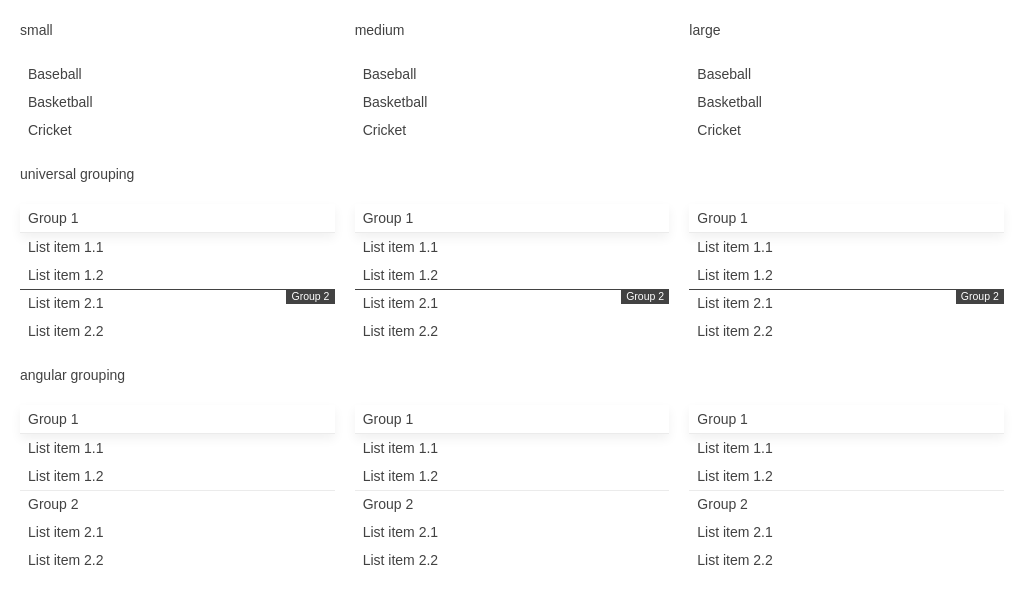 small medium large
Baseball Baseball Baseball
Basketball Basketball Basketball
Cricket Cricket Cricket
universal grouping
Group 1 Group 1 Group 1
List item 1.1 List item 1.1 List item 1.1
List item 1.2 List item 1.2 List item 1.2
List item 2.1 Group 2 List item 2.1 Group 2 List item 2.1 Group 2
List item 2.2 List item 2.2 List item 2.2
angular grouping
Group 1 Group 1 Group 1
List item 1.1 List item 1.1 List item 1.1
List item 1.2 List item 1.2 List item 1.2
Group 2 Group 2 Group 2
List item 2.1 List item 2.1 List item 2.1
List item 2.2 List item 2.2 List item 2.2